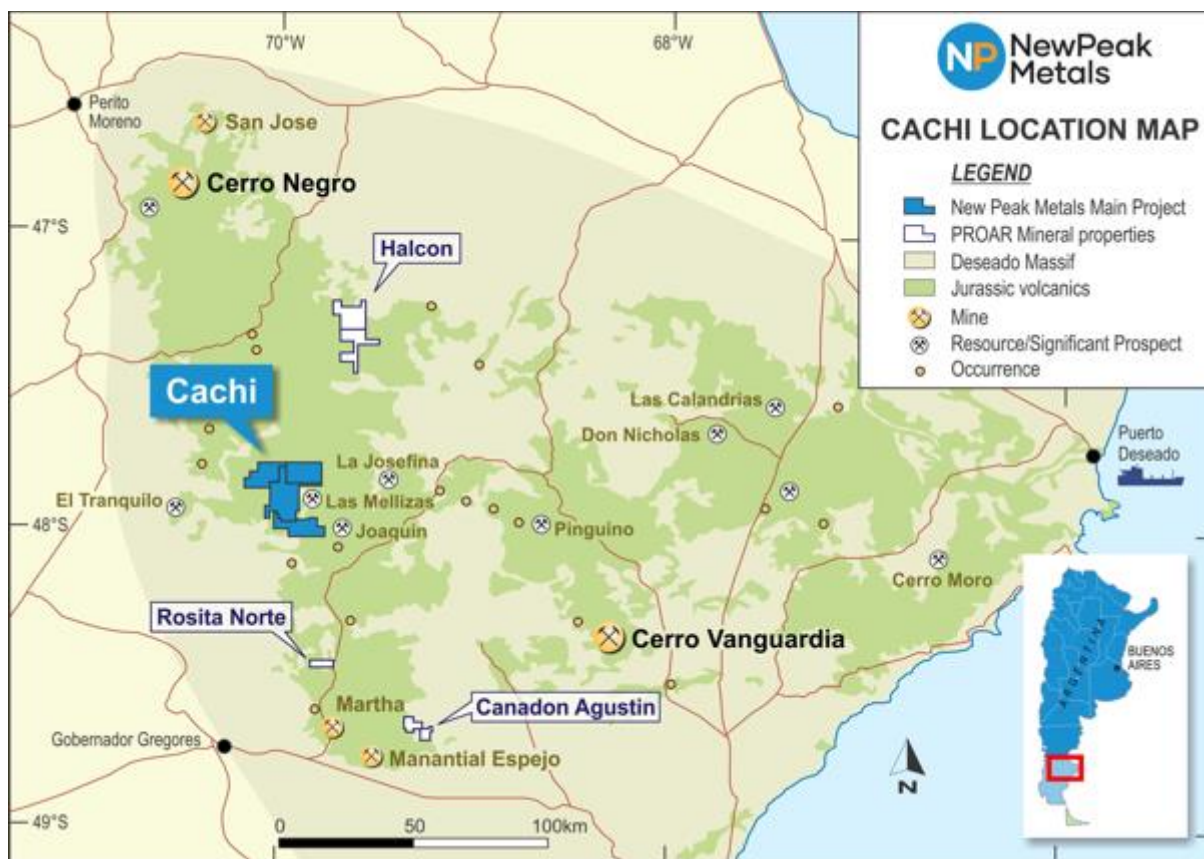 70°W
68°W
NP NewPeak
Metals
CACHI LOCATION MAP
LEGEND
New Peak Metals Main Project
PROAR Mineral properties
Deseado Massif
Jurassic volcanics
Mine
Resource/Significant Prospect
Occurrence
Perito
Moreno
San Jose
Cerro Negro
47°S
Halcon
Cachi
Las Calandrias
Don Nicholas
Puerto
Deseado
La Josefina
El Tranquilo
Las Mellizas
48°S
Joaquin
Pinguino
Cerro Moro
Rosita Norte
Cerro Vanguardia
Martha
Canadon Agustin
Gobernador Gregores
Manantial Espejo
N
ARGENTINA
BUENOS
AIRES
49°S
0 50 100km